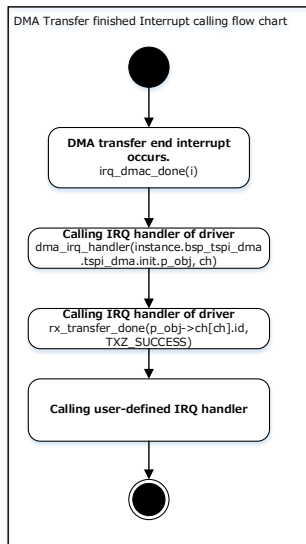 DMA Transfer finished Interrupt calling flow chart
DMA transfer end interrupt
occurs.
irq_dmac_done(i)
Calling IRQ handler of driver
dma_irq_handler(instance.bsp_tspi_dma
.tspi_dma.init.p_obj, ch)
Calling IRQ handler of driver
rx_transfer_done(p_obj->ch[ch].id,
TXZ_SUCCESS)
Calling user-defined IRQ handler